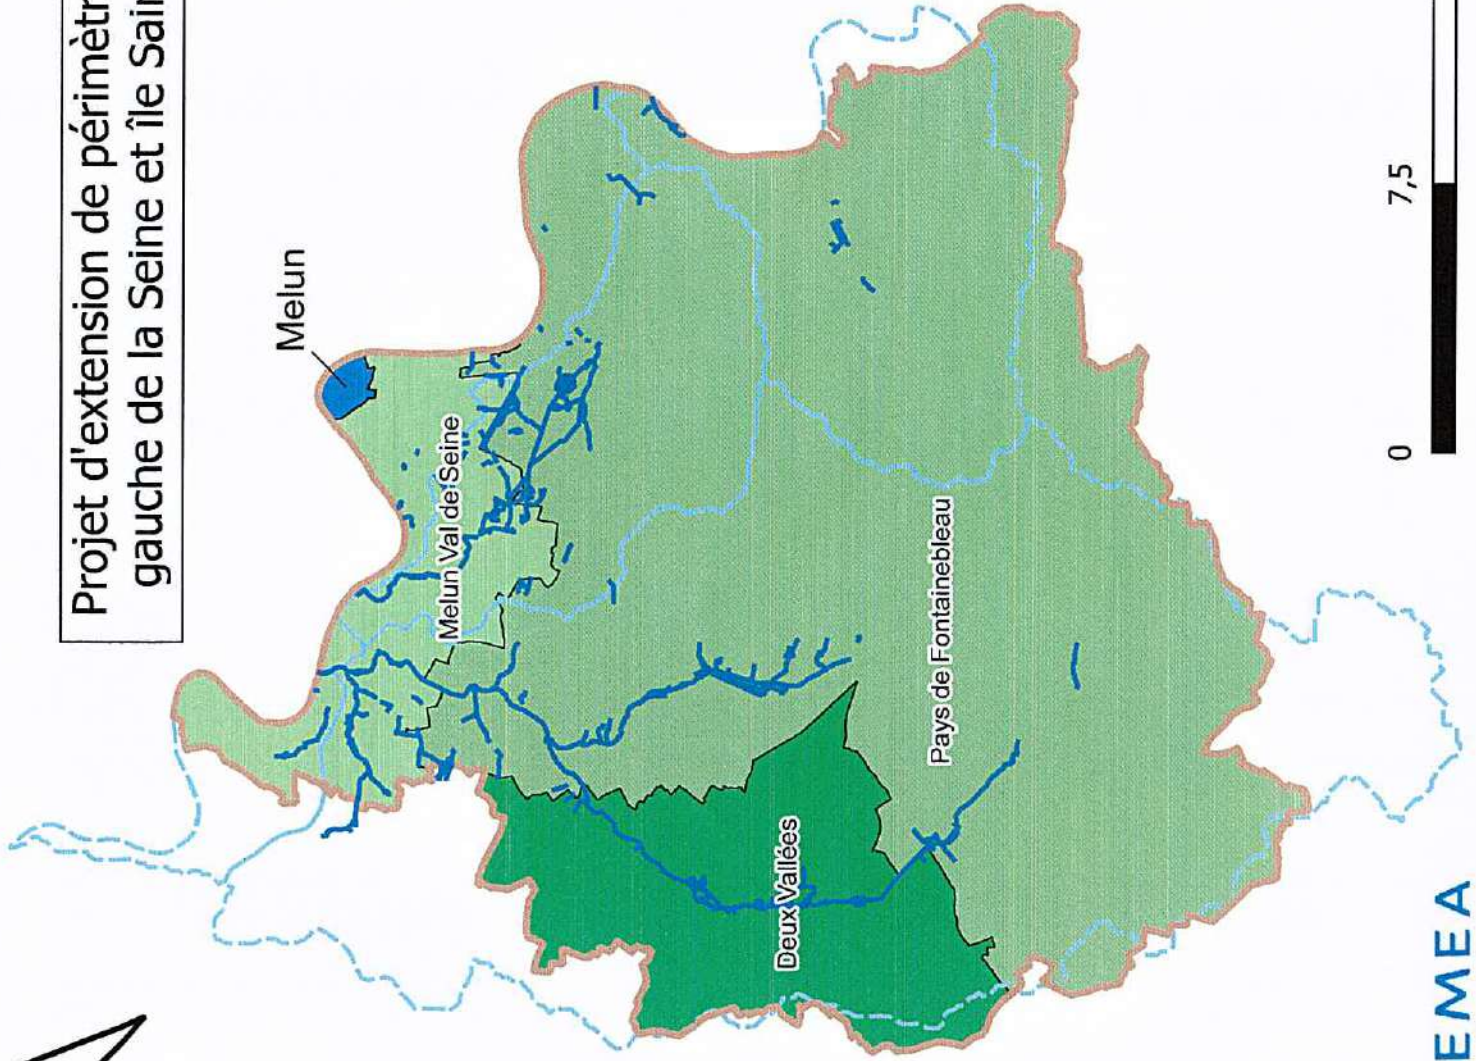 Projet d'extension de périmètr
gauche de la Seine et île Sain
Melun
Melun Val de Seine
Pays de Fontainebleau
Deux Vallées
0 7,5
EMEA